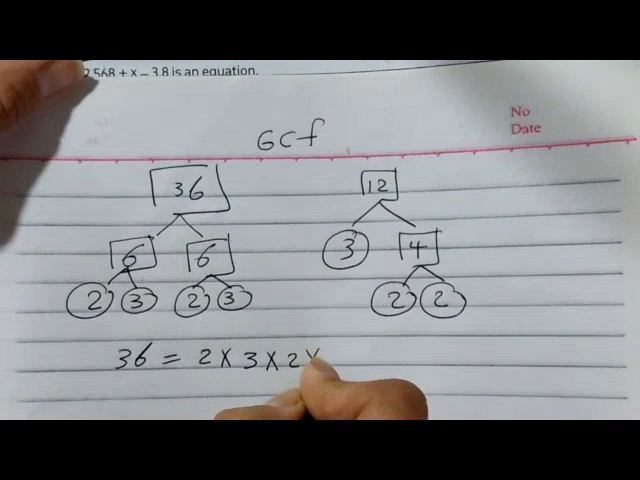 2.568 + x – 3.8 is an equation.
No
Date
GCf
36 12
6 6 3 4
2 3 2 3 2 2
36 = 2 X 3 X 2 X